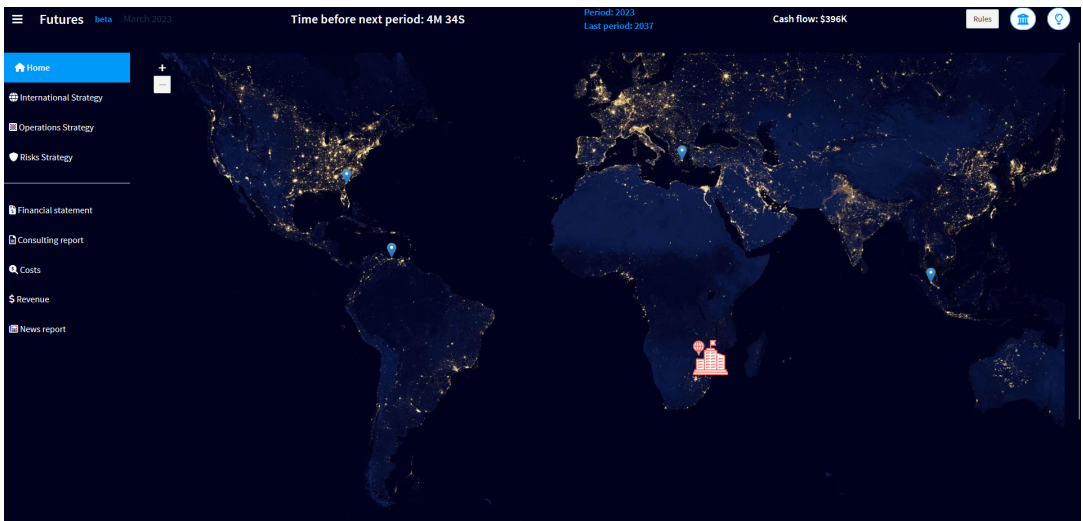 Futures beta March 2023
Time before next period: 4M 34S
Period: 2023
Last period: 2037
Cash flow: $396K
Rules
Home
International Strategy
Operations Strategy
Risks Strategy
Financial statement
Consulting report
Costs
Revenue
News report
+
−